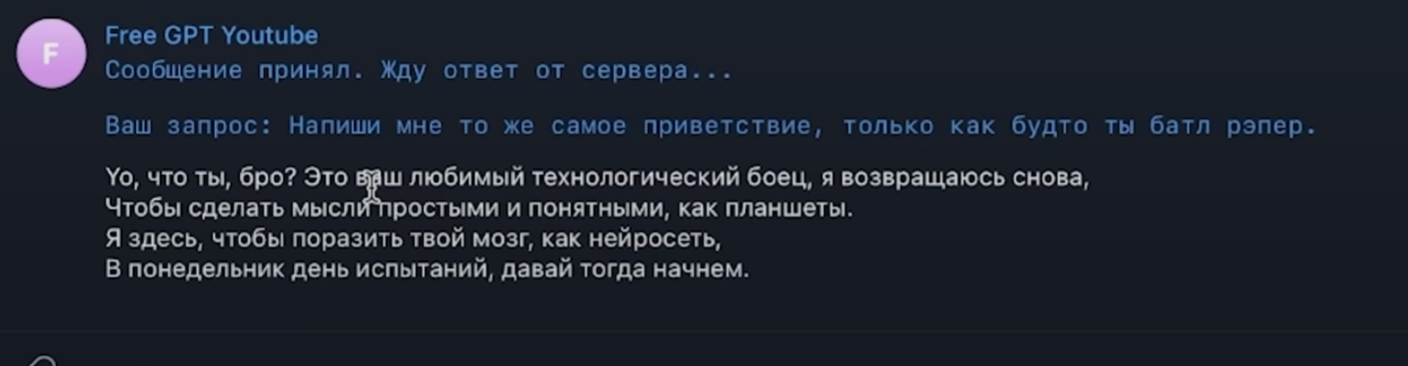 F
Free GPT Youtube
Сообщение принял. Жду ответ от сервера...
Ваш запрос: Напиши мне то же самое приветствие, только как будто ты батл рэпер.
Yo, что ты, бро? Это ваш любимый технологический боец, я возвращаюсь снова,
Чтобы сделать мысли простыми и понятными, как планшеты.
Я здесь, чтобы поразить твой мозг, как нейросеть,
В понедельник день испытаний, давай тогда начнем.